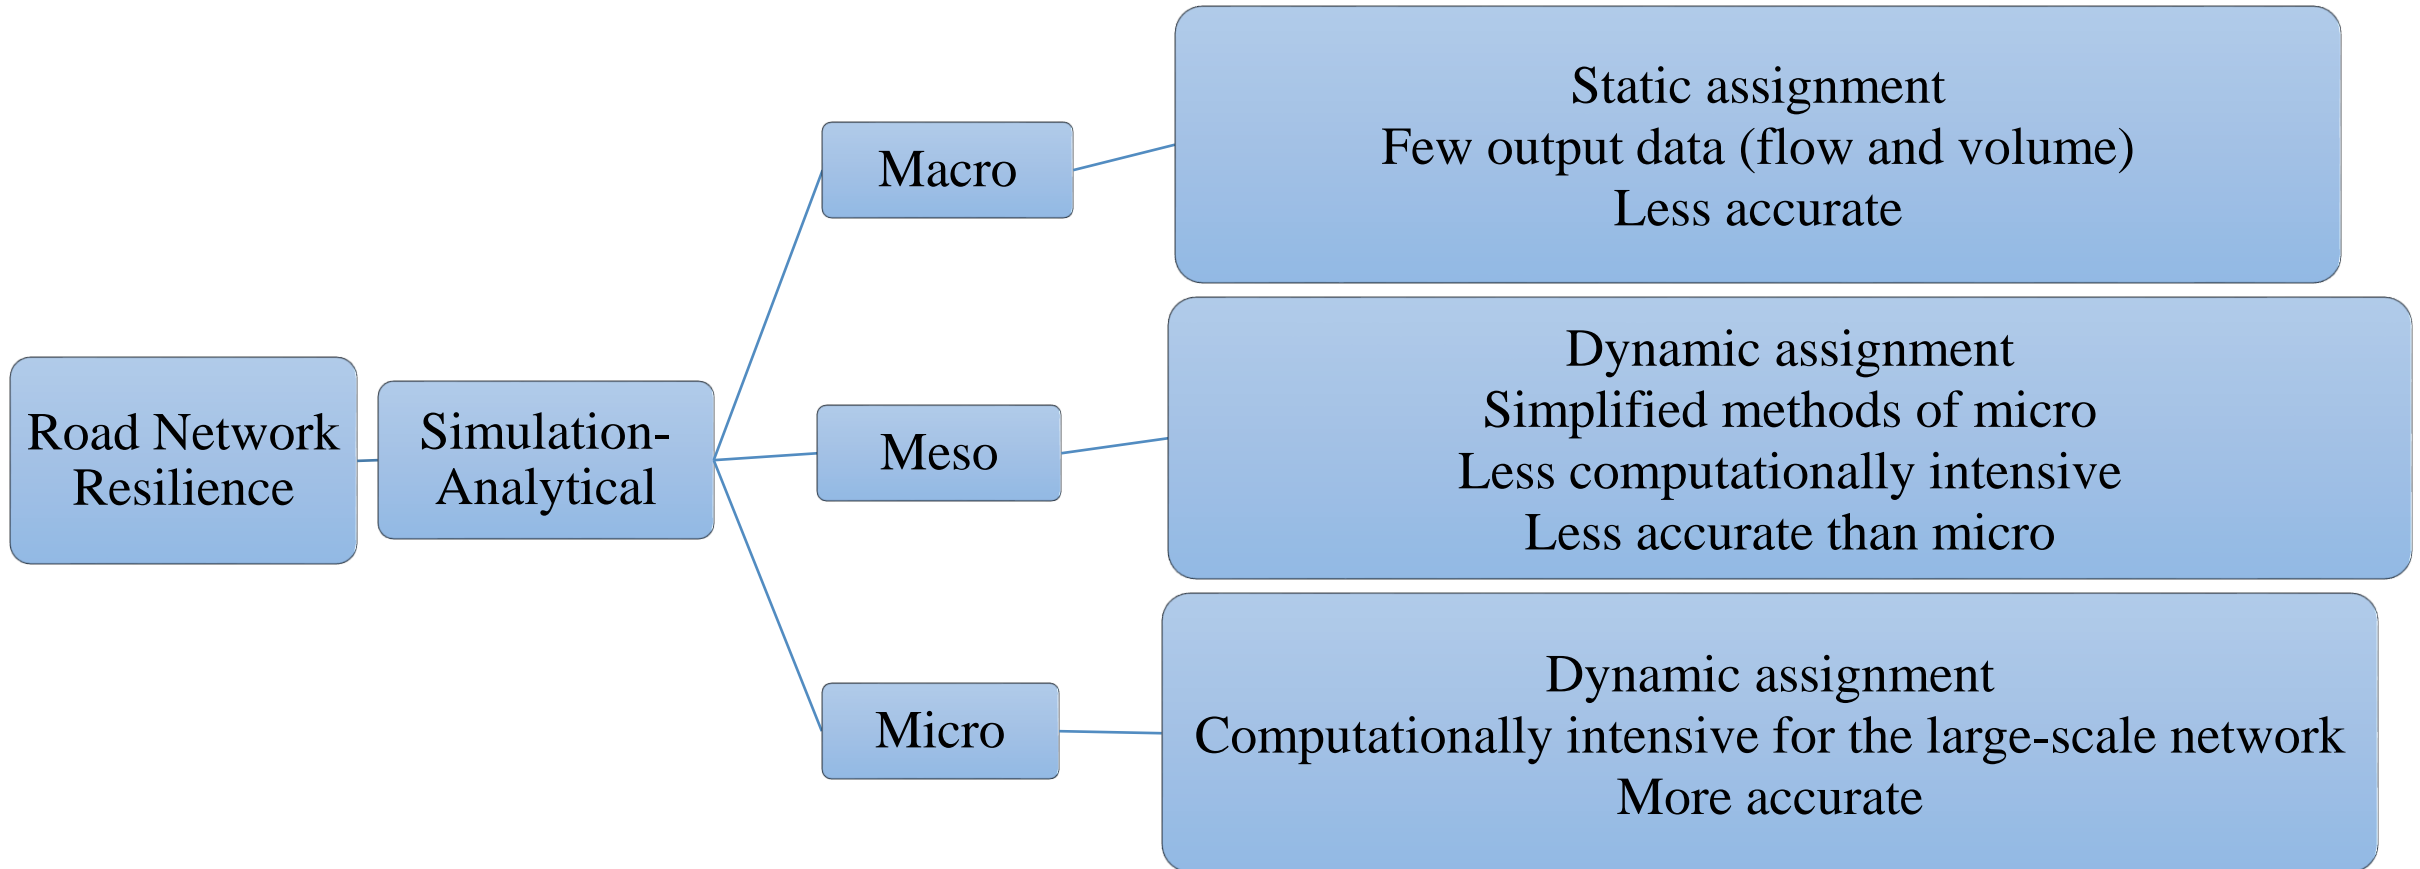 Road Network
Resilience
Simulation-
Analytical
Macro
Static assignment
Few output data (flow and volume)
Less accurate
Meso
Dynamic assignment
Simplified methods of micro
Less computationally intensive
Less accurate than micro
Micro
Dynamic assignment
Computationally intensive for the large-scale network
More accurate